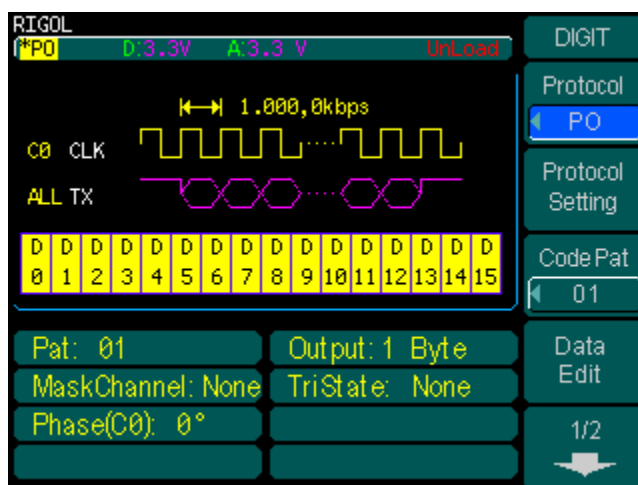 RIGOL
*PO D:3.3V A:3.3 V UnLoad
1.000,0kbps
C0 CLK
ALL TX
D D D D D D D D D D D D D D D D
0 1 2 3 4 5 6 7 8 9 10 11 12 13 14 15
Pat: 01 Output: 1 Byte
MaskChannel: None TriState: None
Phase(C0): 0°
DIGIT
Protocol
PO
Protocol
Setting
Code Pat
01
Data
Edit
1/2